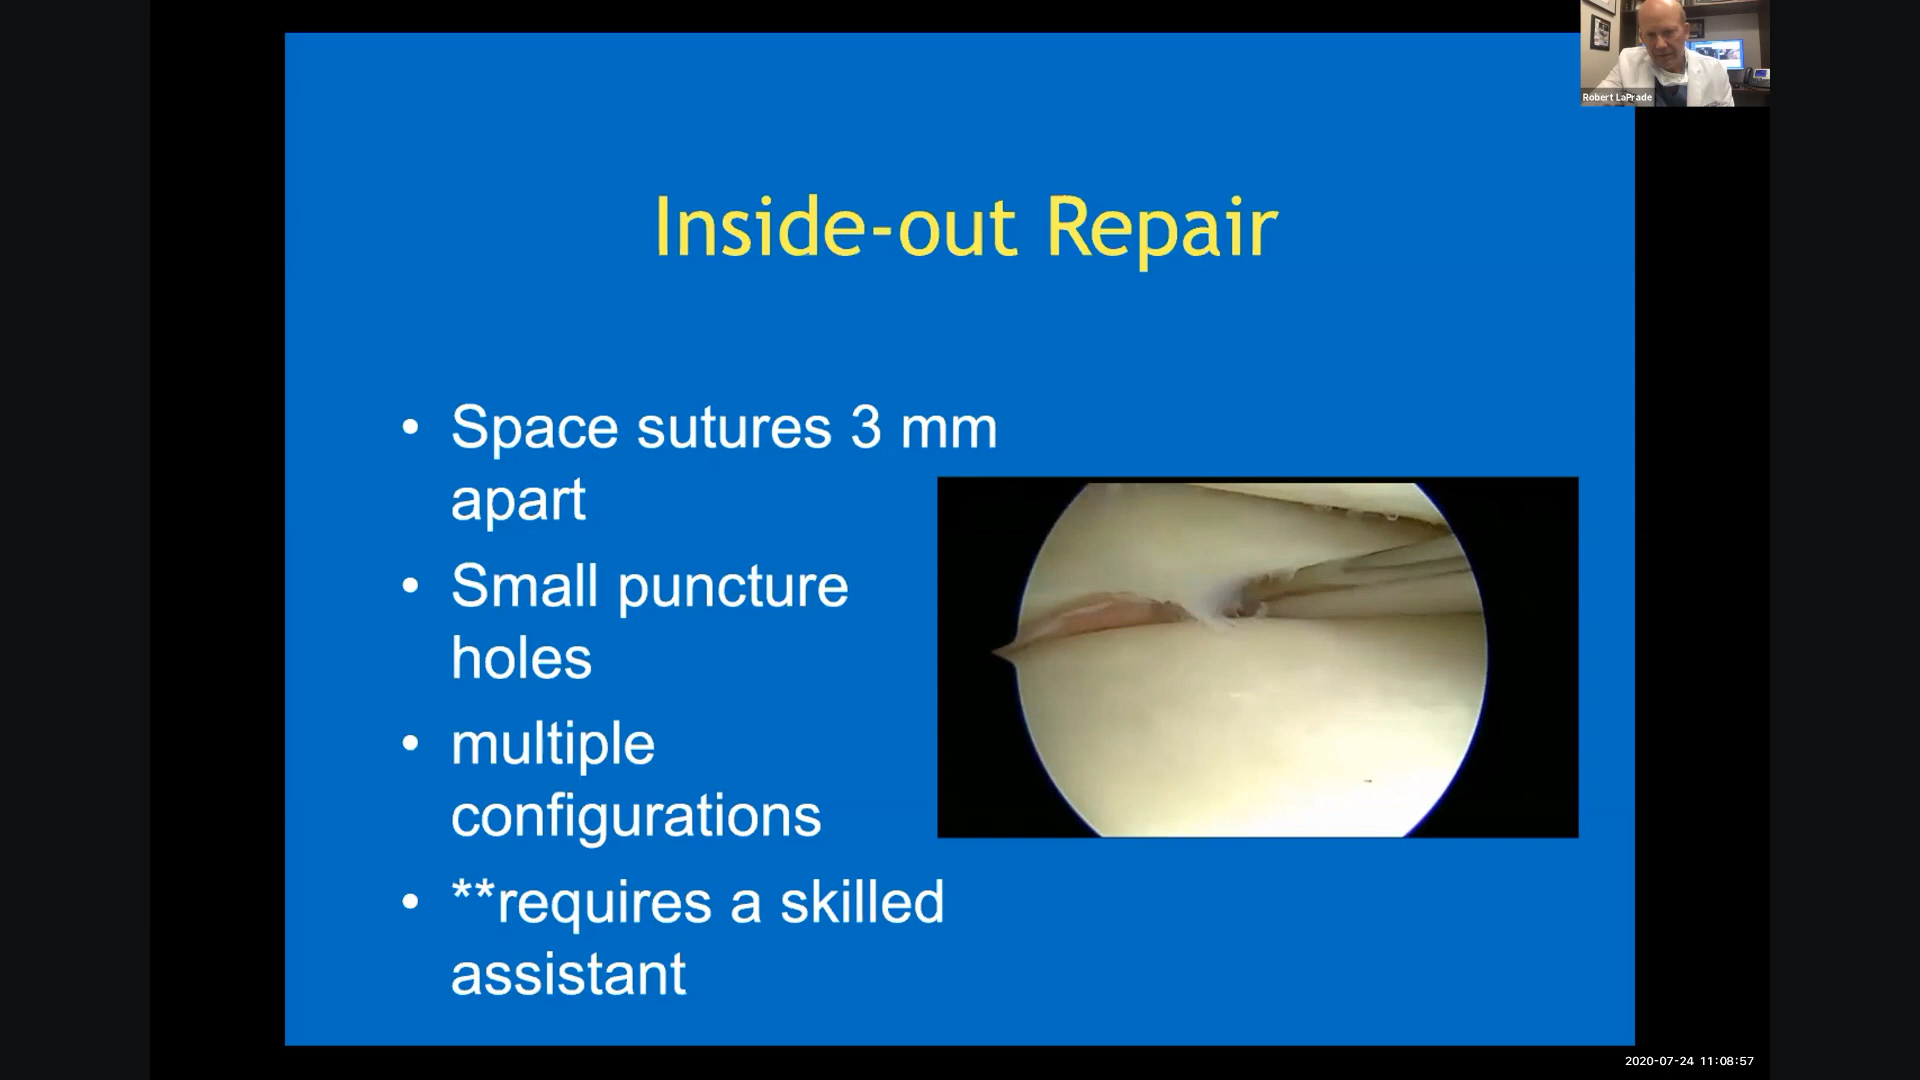 Robert LaPrade
Inside-out Repair
• Space sutures 3 mm
apart
• Small puncture
holes
• multiple
configurations
• **requires a skilled
assistant
2020-07-24 11:08:57